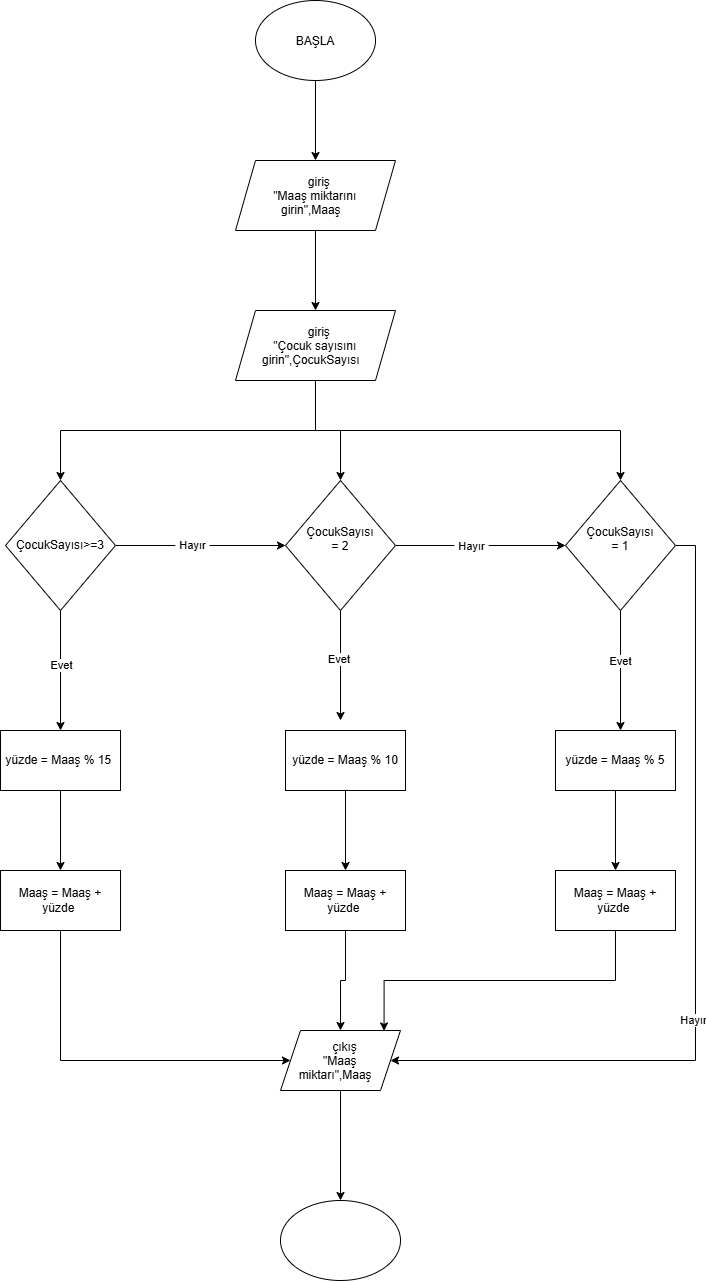 BAŞLA
giriş
"Maaş miktarını
girin",Maaş
giriş
"Çocuk sayısını
girin",ÇocukSayısı
ÇocukSayısı>=3
Hayır
ÇocukSayısı
= 2
Hayır
ÇocukSayısı
= 1
Evet
Evet
Evet
yüzde = Maaş % 15
yüzde = Maaş % 10
yüzde = Maaş % 5
Maaş = Maaş +
yüzde
Maaş = Maaş +
yüzde
Maaş = Maaş +
yüzde
Hayır
çıkış
"Maaş
miktarı",Maaş